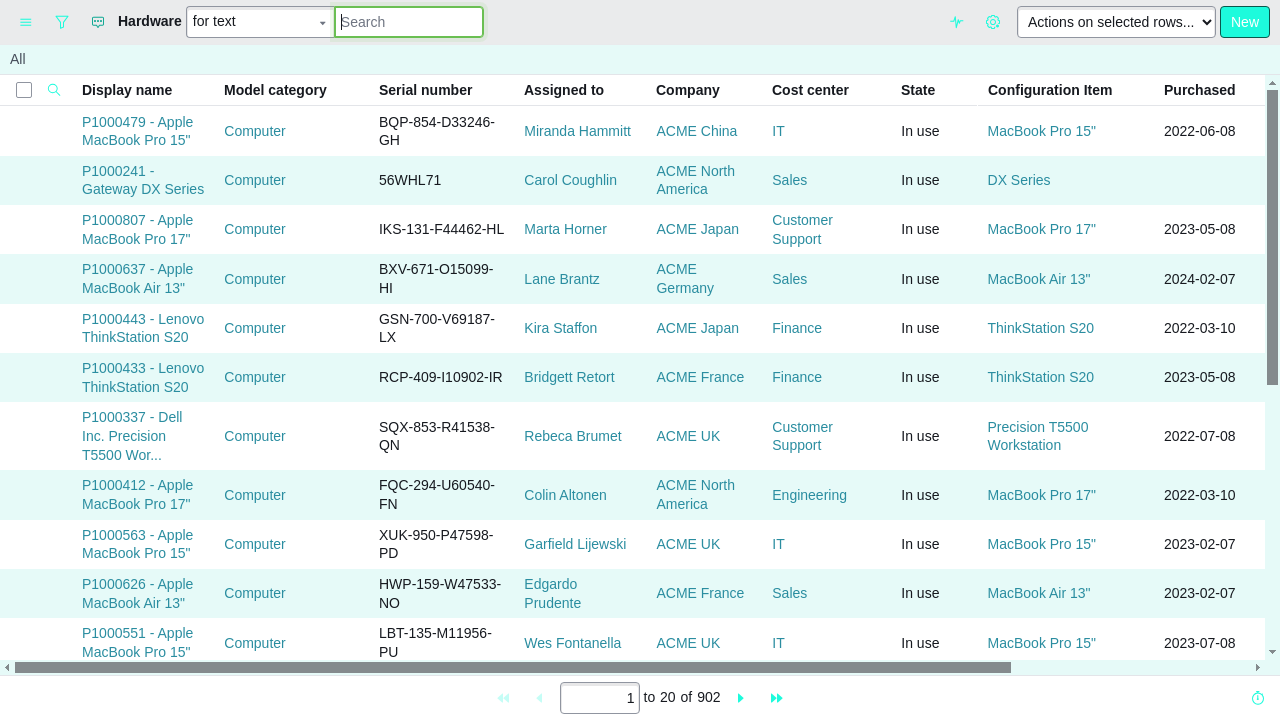 Hardware for text Search Actions on selected rows... New
All
Display name Model category Serial number Assigned to Company Cost center State Configuration Item Purchased
P1000479 - Apple MacBook Pro 15" Computer BQP-854-D33246-GH Miranda Hammitt ACME China IT In use MacBook Pro 15" 2022-06-08
P1000241 - Gateway DX Series Computer 56WHL71 Carol Coughlin ACME North America Sales In use DX Series
P1000807 - Apple MacBook Pro 17" Computer IKS-131-F44462-HL Marta Horner ACME Japan Customer Support In use MacBook Pro 17" 2023-05-08
P1000637 - Apple MacBook Air 13" Computer BXV-671-O15099-HI Lane Brantz ACME Germany Sales In use MacBook Air 13" 2024-02-07
P1000443 - Lenovo ThinkStation S20 Computer GSN-700-V69187-LX Kira Staffon ACME Japan Finance In use ThinkStation S20 2022-03-10
P1000433 - Lenovo ThinkStation S20 Computer RCP-409-I10902-IR Bridgett Retort ACME France Finance In use ThinkStation S20 2023-05-08
P1000337 - Dell Inc. Precision T5500 Wor... Computer SQX-853-R41538-QN Rebeca Brumet ACME UK Customer Support In use Precision T5500 Workstation 2022-07-08
P1000412 - Apple MacBook Pro 17" Computer FQC-294-U60540-FN Colin Altonen ACME North America Engineering In use MacBook Pro 17" 2022-03-10
P1000563 - Apple MacBook Pro 15" Computer XUK-950-P47598-PD Garfield Lijewski ACME UK IT In use MacBook Pro 15" 2023-02-07
P1000626 - Apple MacBook Air 13" Computer HWP-159-W47533-NO Edgardo Prudente ACME France Sales In use MacBook Air 13" 2023-02-07
P1000551 - Apple MacBook Pro 15" Computer LBT-135-M11956-PU Wes Fontanella ACME UK IT In use MacBook Pro 15" 2023-07-08
1 to 20 of 902